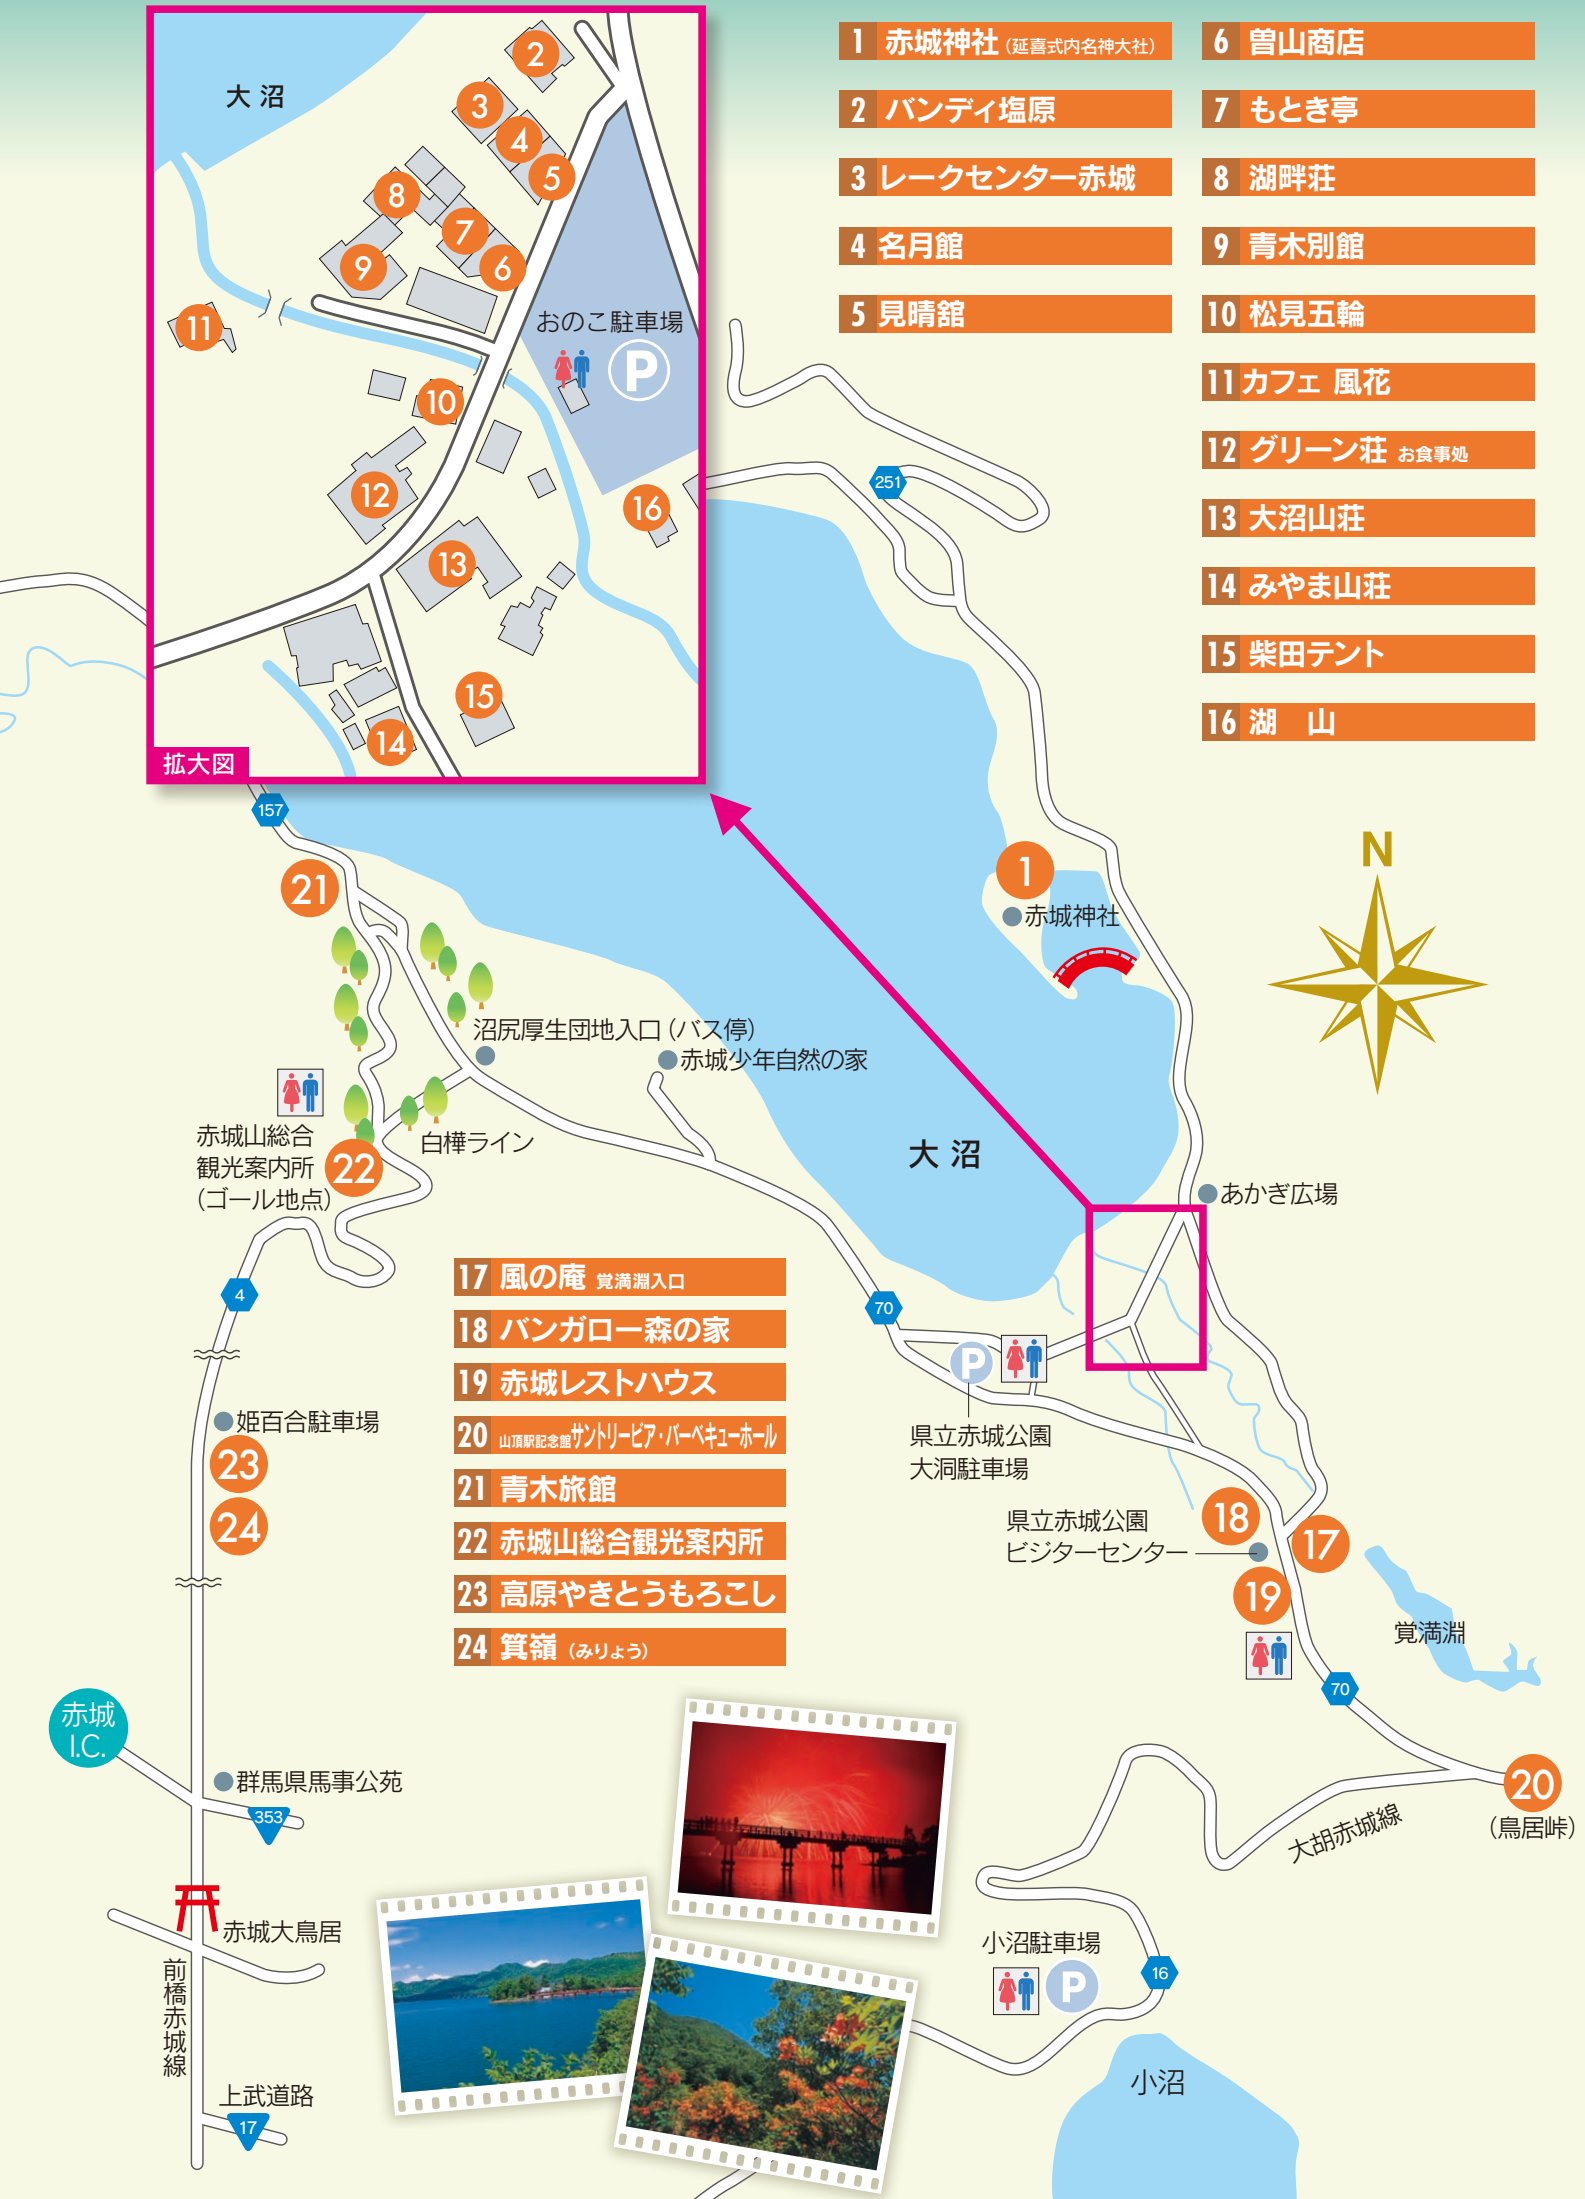 1 赤城神社 (延喜式内名神大社)
2 バンディ塩原
3 レークセンター赤城
4 名月館
5 見晴舘
6 曽山商店
7 もとき亭
8 湖畔荘
9 青木別館
10 松見五輪
11 カフェ 風花
12 グリーン荘 お食事処
13 大沼山荘
14 みやま山荘
15 柴田テント
16 湖　山
大 沼
2
3
4
5
8
7
9
6
11
おのこ駐車場
P
10
12
16
13
15
14
拡大図
251
157
21
1
赤城神社
N
沼尻厚生団地入口 (バス停)
赤城少年自然の家
赤城山総合
観光案内所
(ゴール地点)
22
白樺ライン
大 沼
あかぎ広場
4
70
P
県立赤城公園
大洞駐車場
17 風の庵 覚満淵入口
18 バンガロー森の家
19 赤城レストハウス
20 山頂駅記念館サントリービア・バーベキューホール
21 青木旅館
22 赤城山総合観光案内所
23 高原やきとうもろこし
24 箕嶺 (みりょう)
姫百合駐車場
23
24
県立赤城公園
ビジターセンター
18
17
19
覚満淵
70
20
(鳥居峠)
大胡赤城線
赤城
I.C.
群馬県馬事公苑
353
赤城大鳥居
前橋赤城線
上武道路
17
小沼駐車場
P
16
小沼